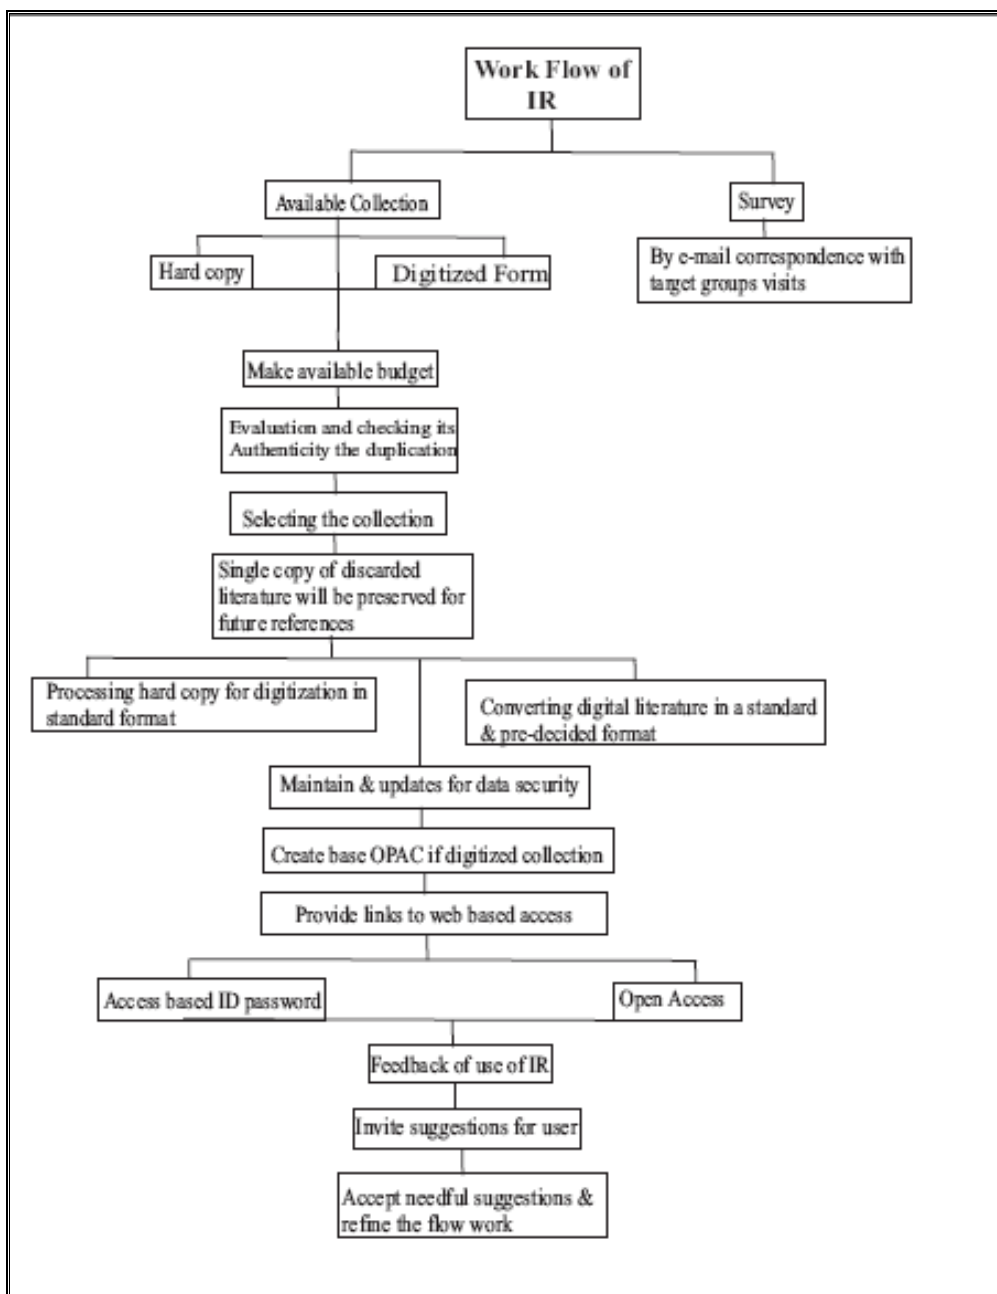 Work Flow of
IR
Available Collection
Survey
Hard copy
Digitized Form
By e-mail correspondence with
target groups visits
Make available budget
Evaluation and checking its
Authenticity the duplication
Selecting the collection
Single copy of discarded
literature will be preserved for
future references
Processing hard copy for digitization in
standard format
Converting digital literature in a standard
& pre-decided format
Maintain & updates for data security
Create base OPAC if digitized collection
Provide links to web based access
Access based ID password
Open Access
Feedback of use of IR
Invite suggestions for user
Accept needful suggestions &
refine the flow work